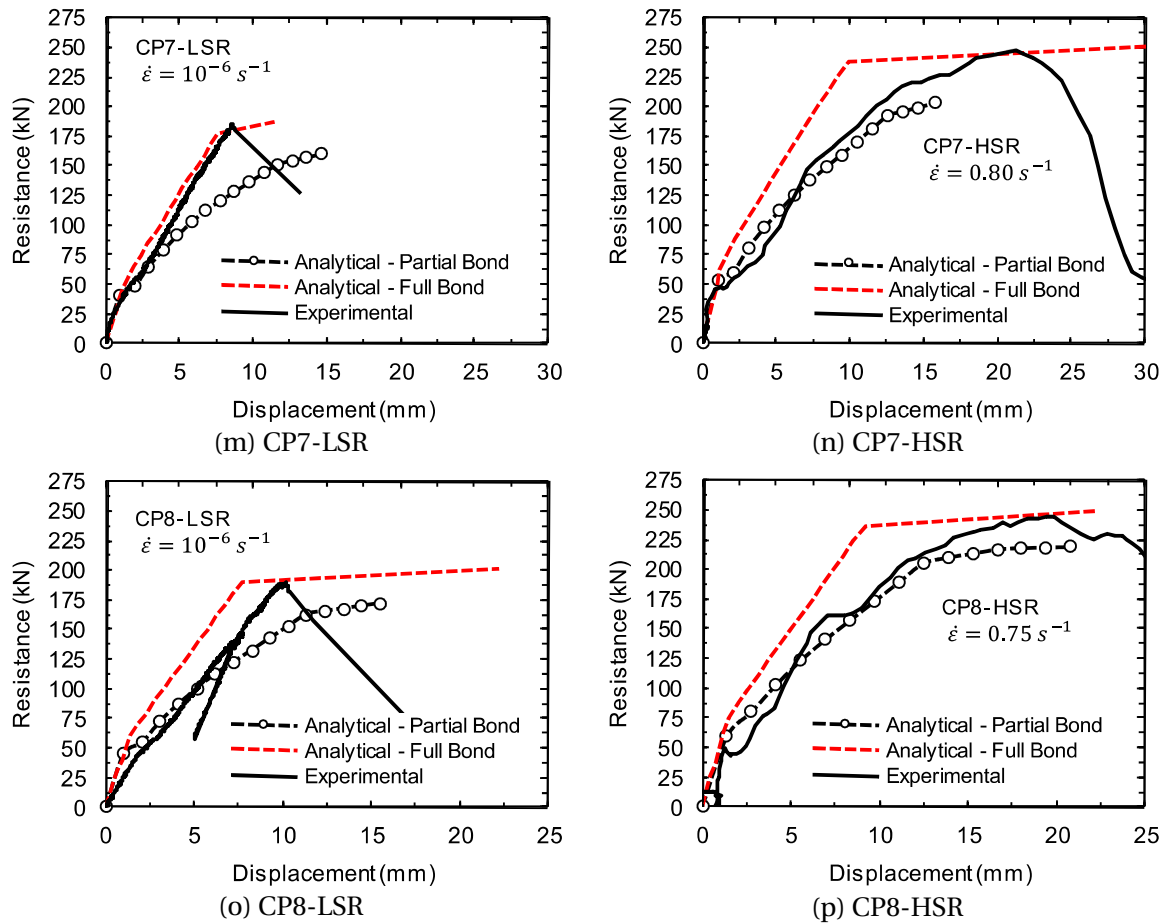 275
250
225
200
175
150
125
100
75
50
25
0
Resistance (kN)
CP7-LSR
ε̇ = 10⁻⁶ s⁻¹
Analytical - Partial Bond
Analytical - Full Bond
Experimental
0 5 10 15 20 25 30
Displacement (mm)
(m) CP7-LSR
275
250
225
200
175
150
125
100
75
50
25
0
Resistance (kN)
CP7-HSR
ε̇ = 0.80 s⁻¹
Analytical - Partial Bond
Analytical - Full Bond
Experimental
0 5 10 15 20 25 30
Displacement (mm)
(n) CP7-HSR
275
250
225
200
175
150
125
100
75
50
25
0
Resistance (kN)
CP8-LSR
ε̇ = 10⁻⁶ s⁻¹
Analytical - Partial Bond
Analytical - Full Bond
Experimental
0 5 10 15 20 25
Displacement (mm)
(o) CP8-LSR
275
250
225
200
175
150
125
100
75
50
25
0
Resistance (kN)
CP8-HSR
ε̇ = 0.75 s⁻¹
Analytical - Partial Bond
Analytical - Full Bond
Experimental
0 5 10 15 20 25
Displacement (mm)
(p) CP8-HSR